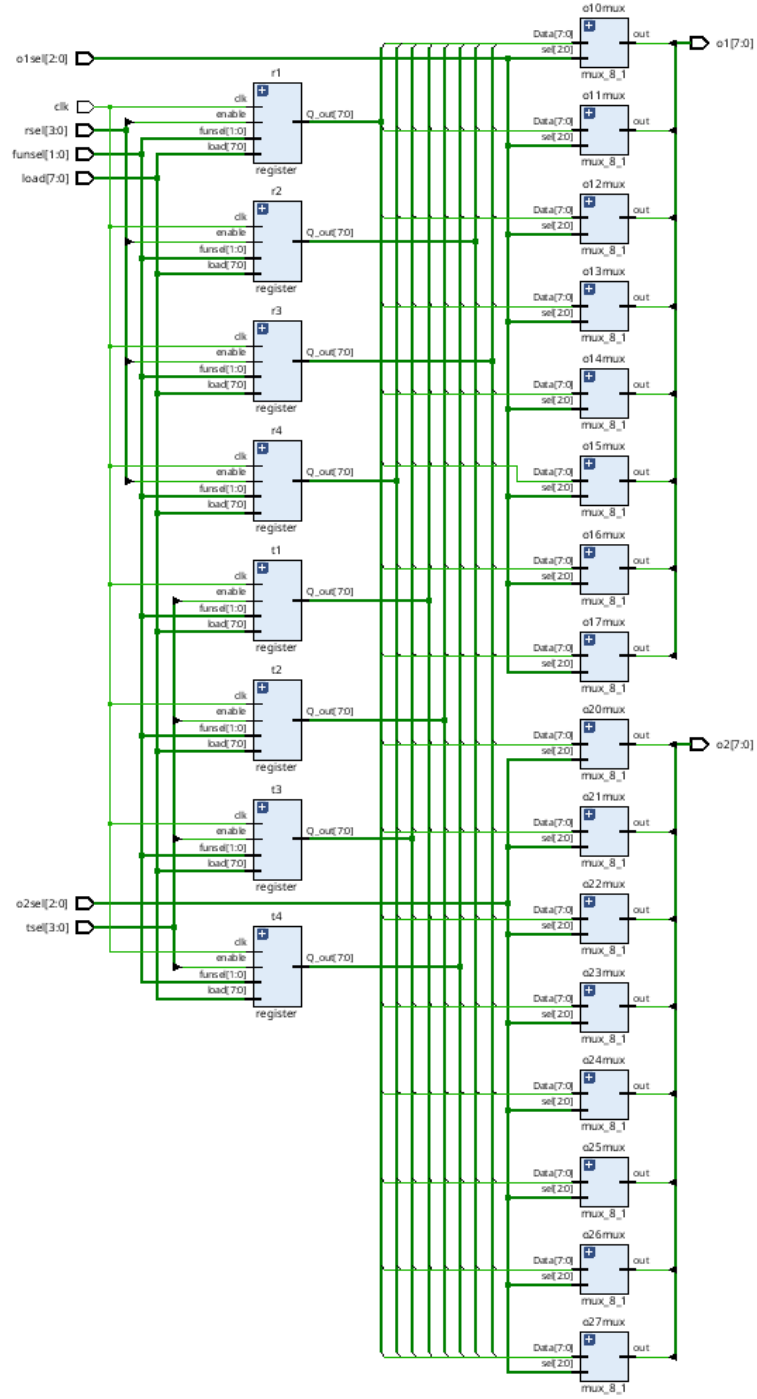 o1sel[2:0]
clk
rsel[3:0]
funsel[1:0]
load[7:0]
r1
clk
enable
funsel[1:0]
load[7:0]
Q_out[7:0]
register
r2
clk
enable
funsel[1:0]
load[7:0]
Q_out[7:0]
register
r3
clk
enable
funsel[1:0]
load[7:0]
Q_out[7:0]
register
r4
clk
enable
funsel[1:0]
load[7:0]
Q_out[7:0]
register
t1
clk
enable
funsel[1:0]
load[7:0]
Q_out[7:0]
register
t2
clk
enable
funsel[1:0]
load[7:0]
Q_out[7:0]
register
t3
clk
enable
funsel[1:0]
load[7:0]
Q_out[7:0]
register
o2sel[2:0]
tsel[3:0]
t4
clk
enable
funsel[1:0]
load[7:0]
Q_out[7:0]
register
o10mux
Data[7:0]
sel[2:0]
out
mux_8_1
o1[7:0]
o11mux
Data[7:0]
sel[2:0]
out
mux_8_1
o12mux
Data[7:0]
sel[2:0]
out
mux_8_1
o13mux
Data[7:0]
sel[2:0]
out
mux_8_1
o14mux
Data[7:0]
sel[2:0]
out
mux_8_1
o15mux
Data[7:0]
sel[2:0]
out
mux_8_1
o16mux
Data[7:0]
sel[2:0]
out
mux_8_1
o17mux
Data[7:0]
sel[2:0]
out
mux_8_1
o20mux
Data[7:0]
sel[2:0]
out
mux_8_1
o2[7:0]
o21mux
Data[7:0]
sel[2:0]
out
mux_8_1
o22mux
Data[7:0]
sel[2:0]
out
mux_8_1
o23mux
Data[7:0]
sel[2:0]
out
mux_8_1
o24mux
Data[7:0]
sel[2:0]
out
mux_8_1
o25mux
Data[7:0]
sel[2:0]
out
mux_8_1
o26mux
Data[7:0]
sel[2:0]
out
mux_8_1
o27mux
Data[7:0]
sel[2:0]
out
mux_8_1